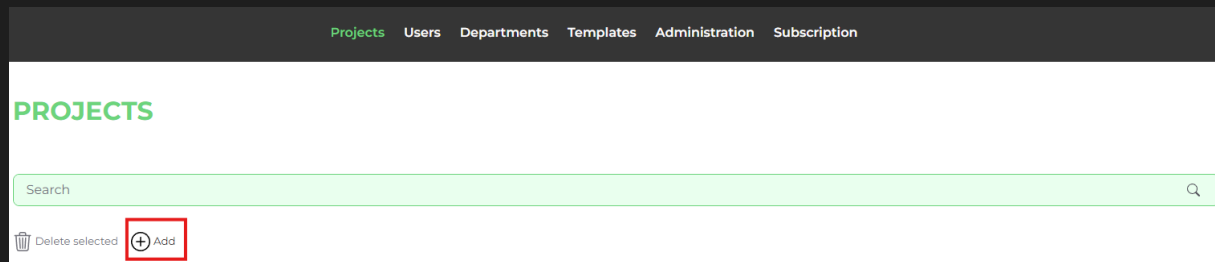 Projects Users Departments Templates Administration Subscription
PROJECTS
Search
Delete selected Add